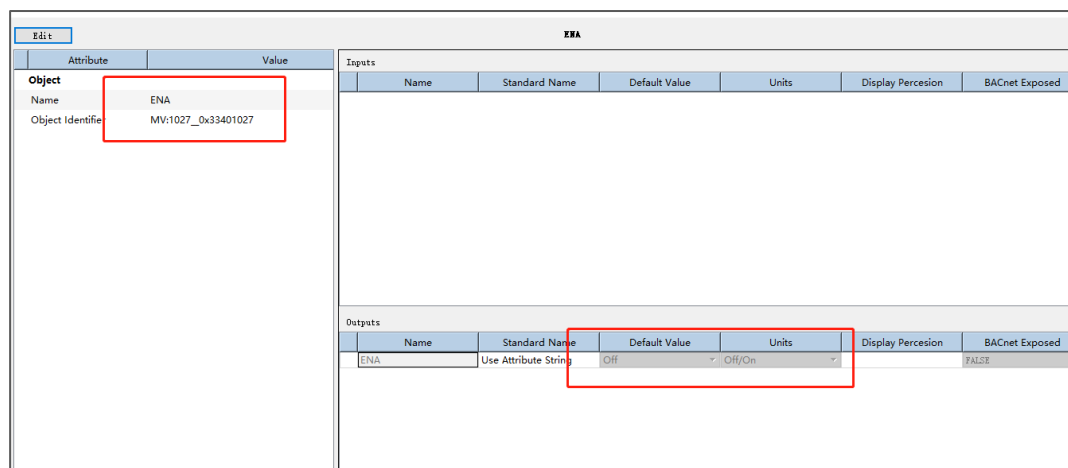 Edit
ENA
Attribute Value
Object
Name ENA
Object Identifier MV:1027_0x33401027
Inputs
Name Standard Name Default Value Units Display Percesion BACnet Exposed
Outputs
Name Standard Name Default Value Units Display Percesion BACnet Exposed
ENA Use Attribute String Off Off/On FALSE